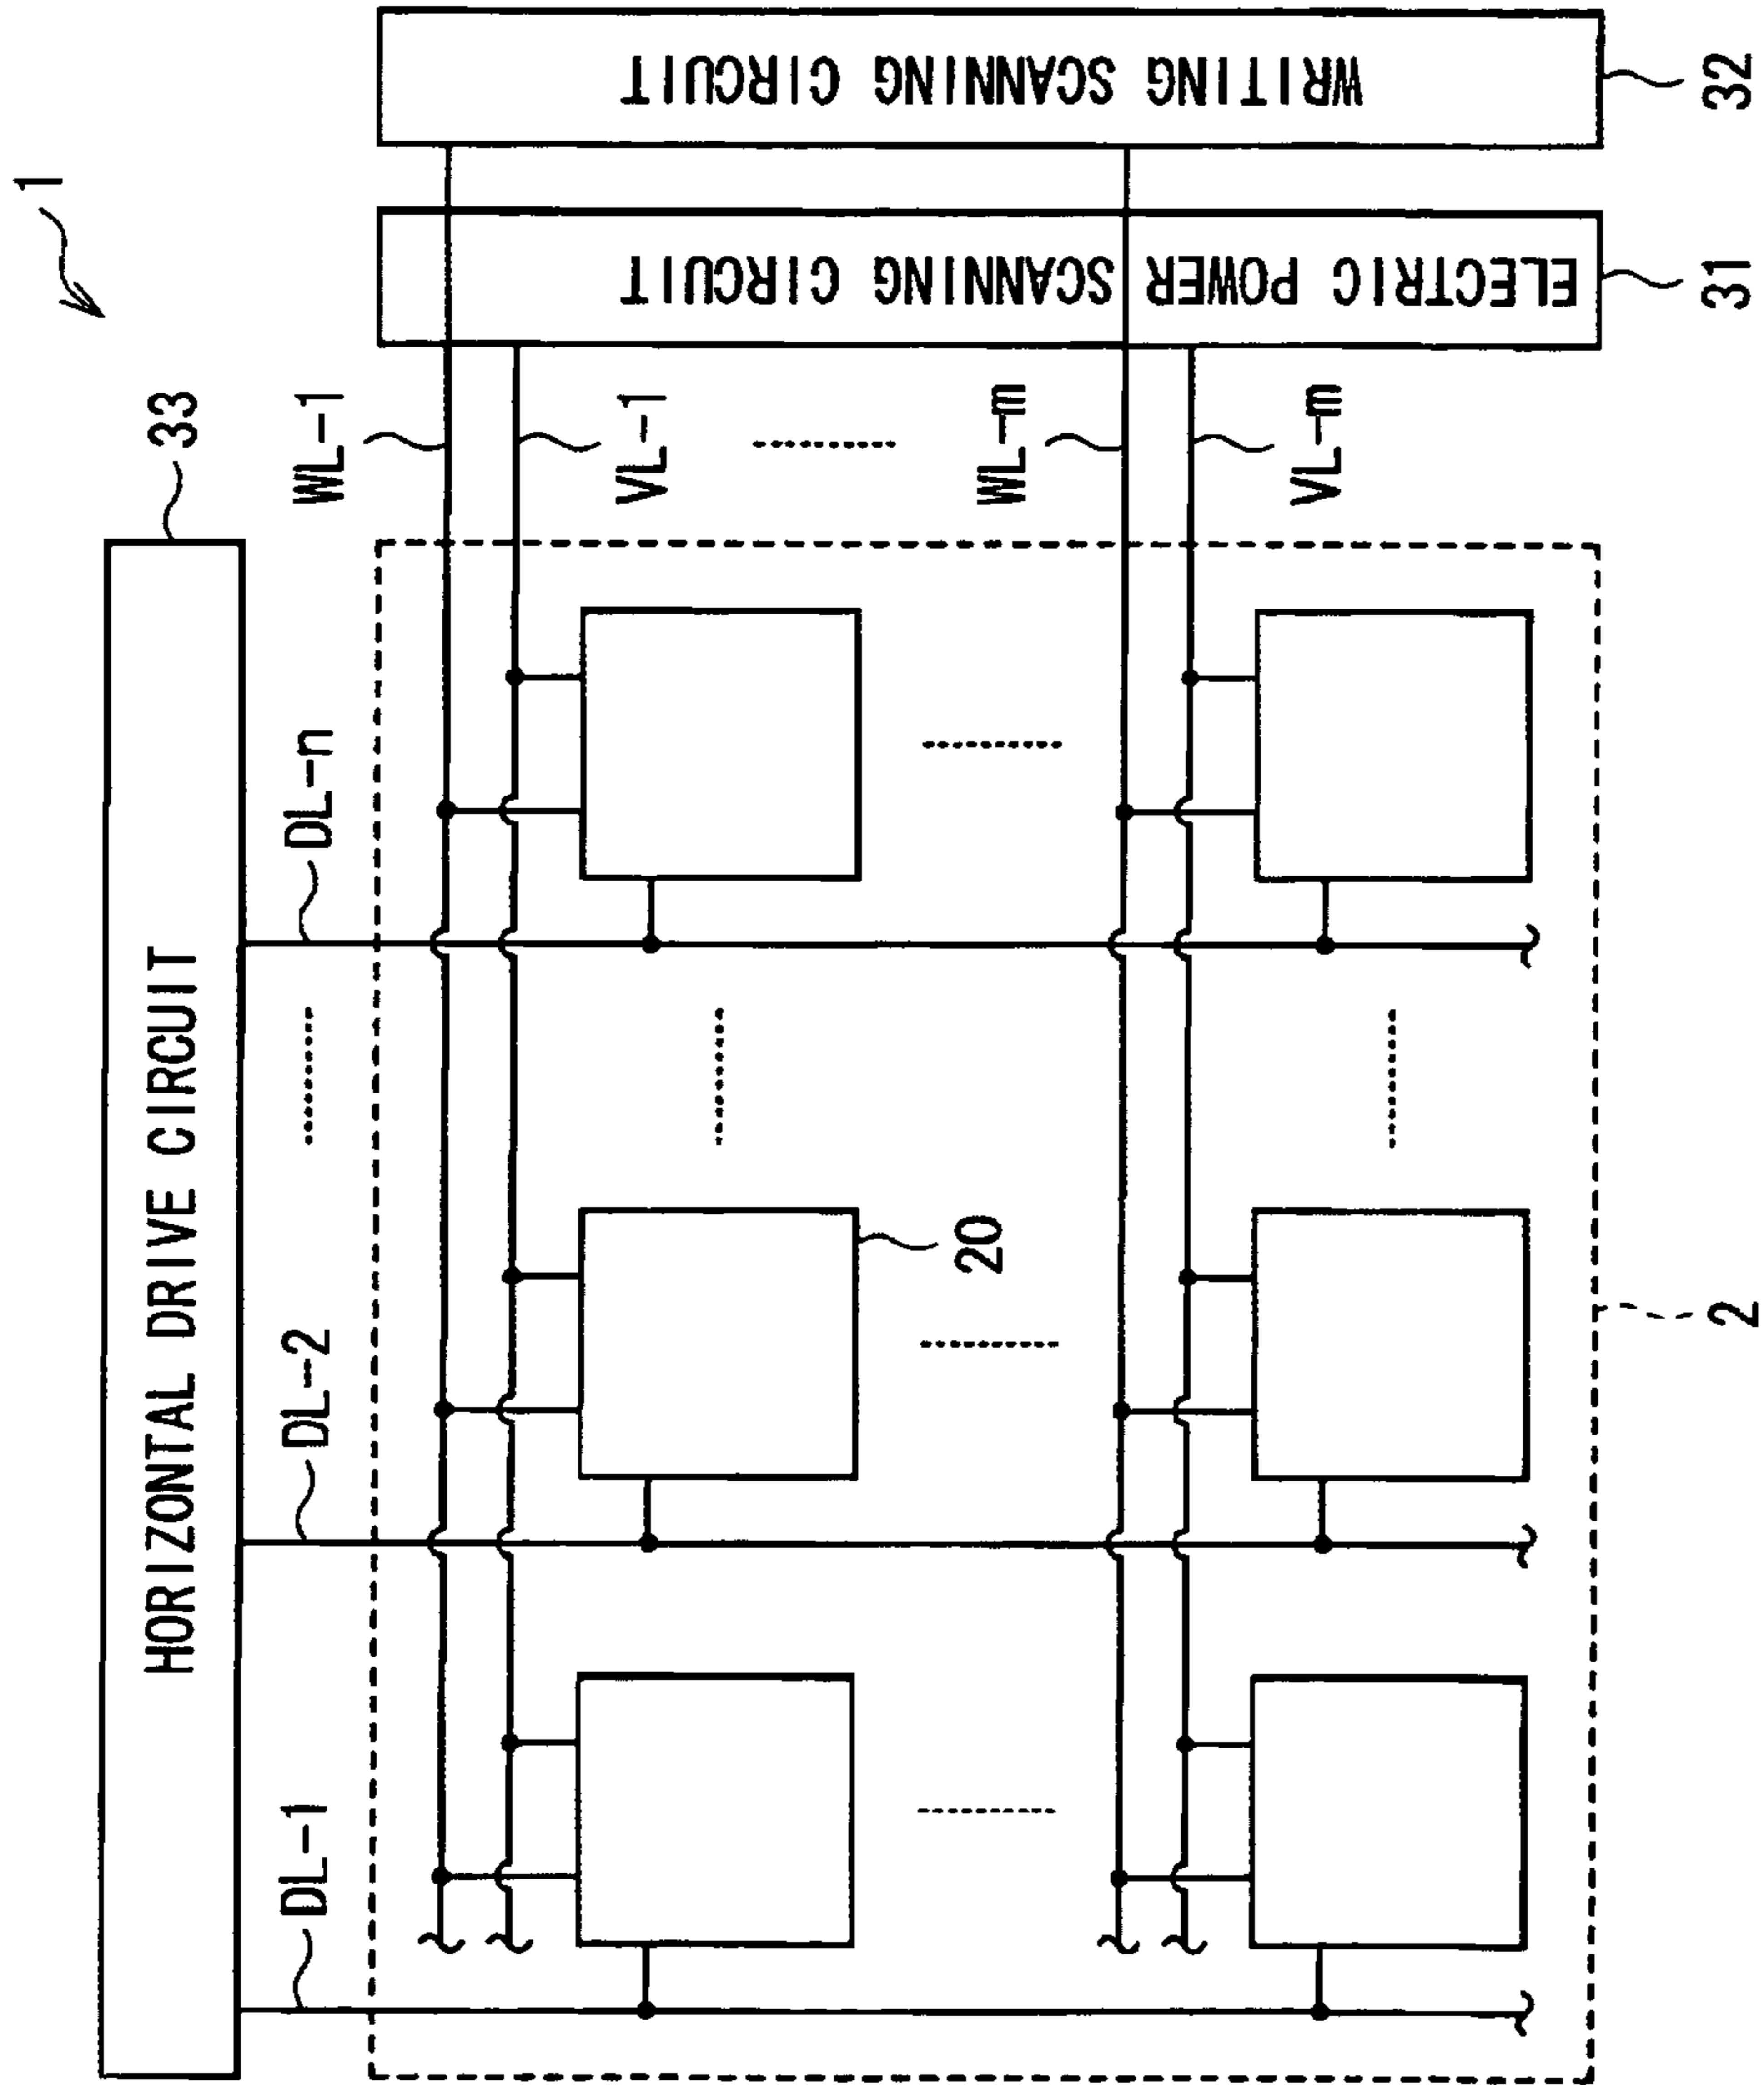 1
33
HORIZONTAL DRIVE CIRCUIT
DL-1
DL-2
DL-n
WL-1
VL-1
WL-m
VL-m
20
2
ELECTRIC POWER SCANNING CIRCUIT
31
WRITING SCANNING CIRCUIT
32